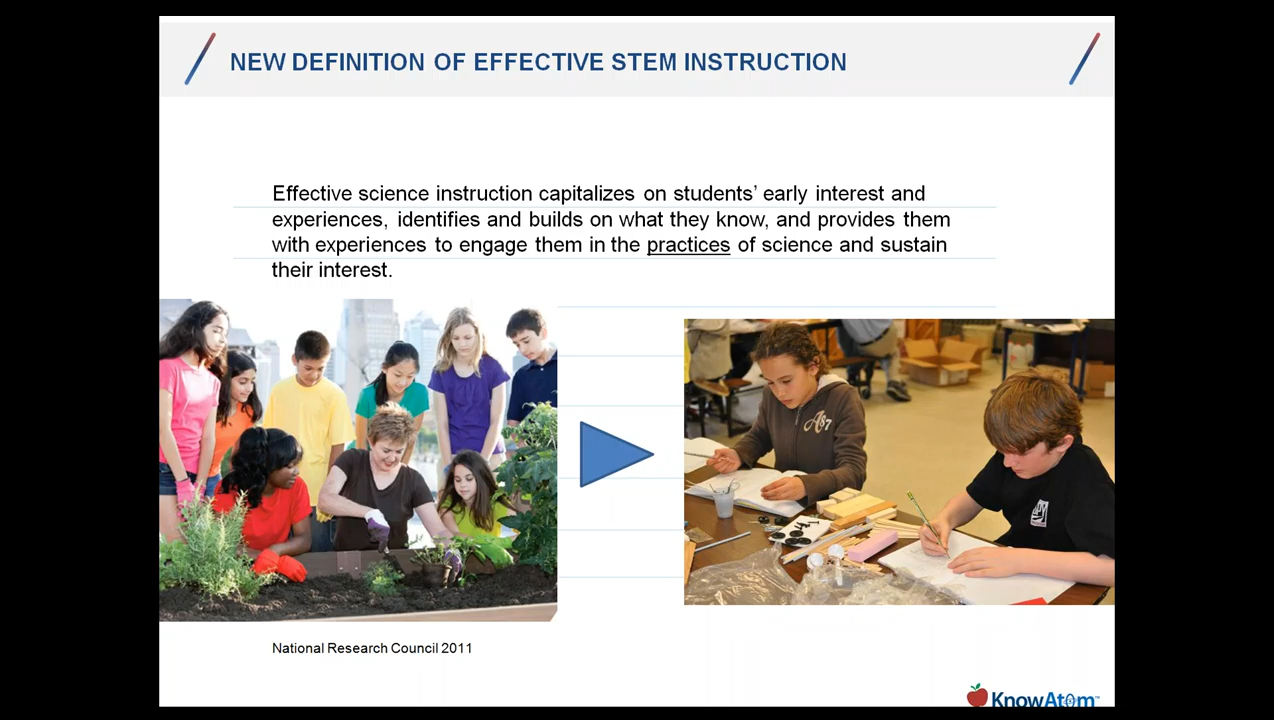 NEW DEFINITION OF EFFECTIVE STEM INSTRUCTION
Effective science instruction capitalizes on students’ early interest and
experiences, identifies and builds on what they know, and provides them
with experiences to engage them in the practices of science and sustain
their interest.
A87
National Research Council 2011
KnowAtom™